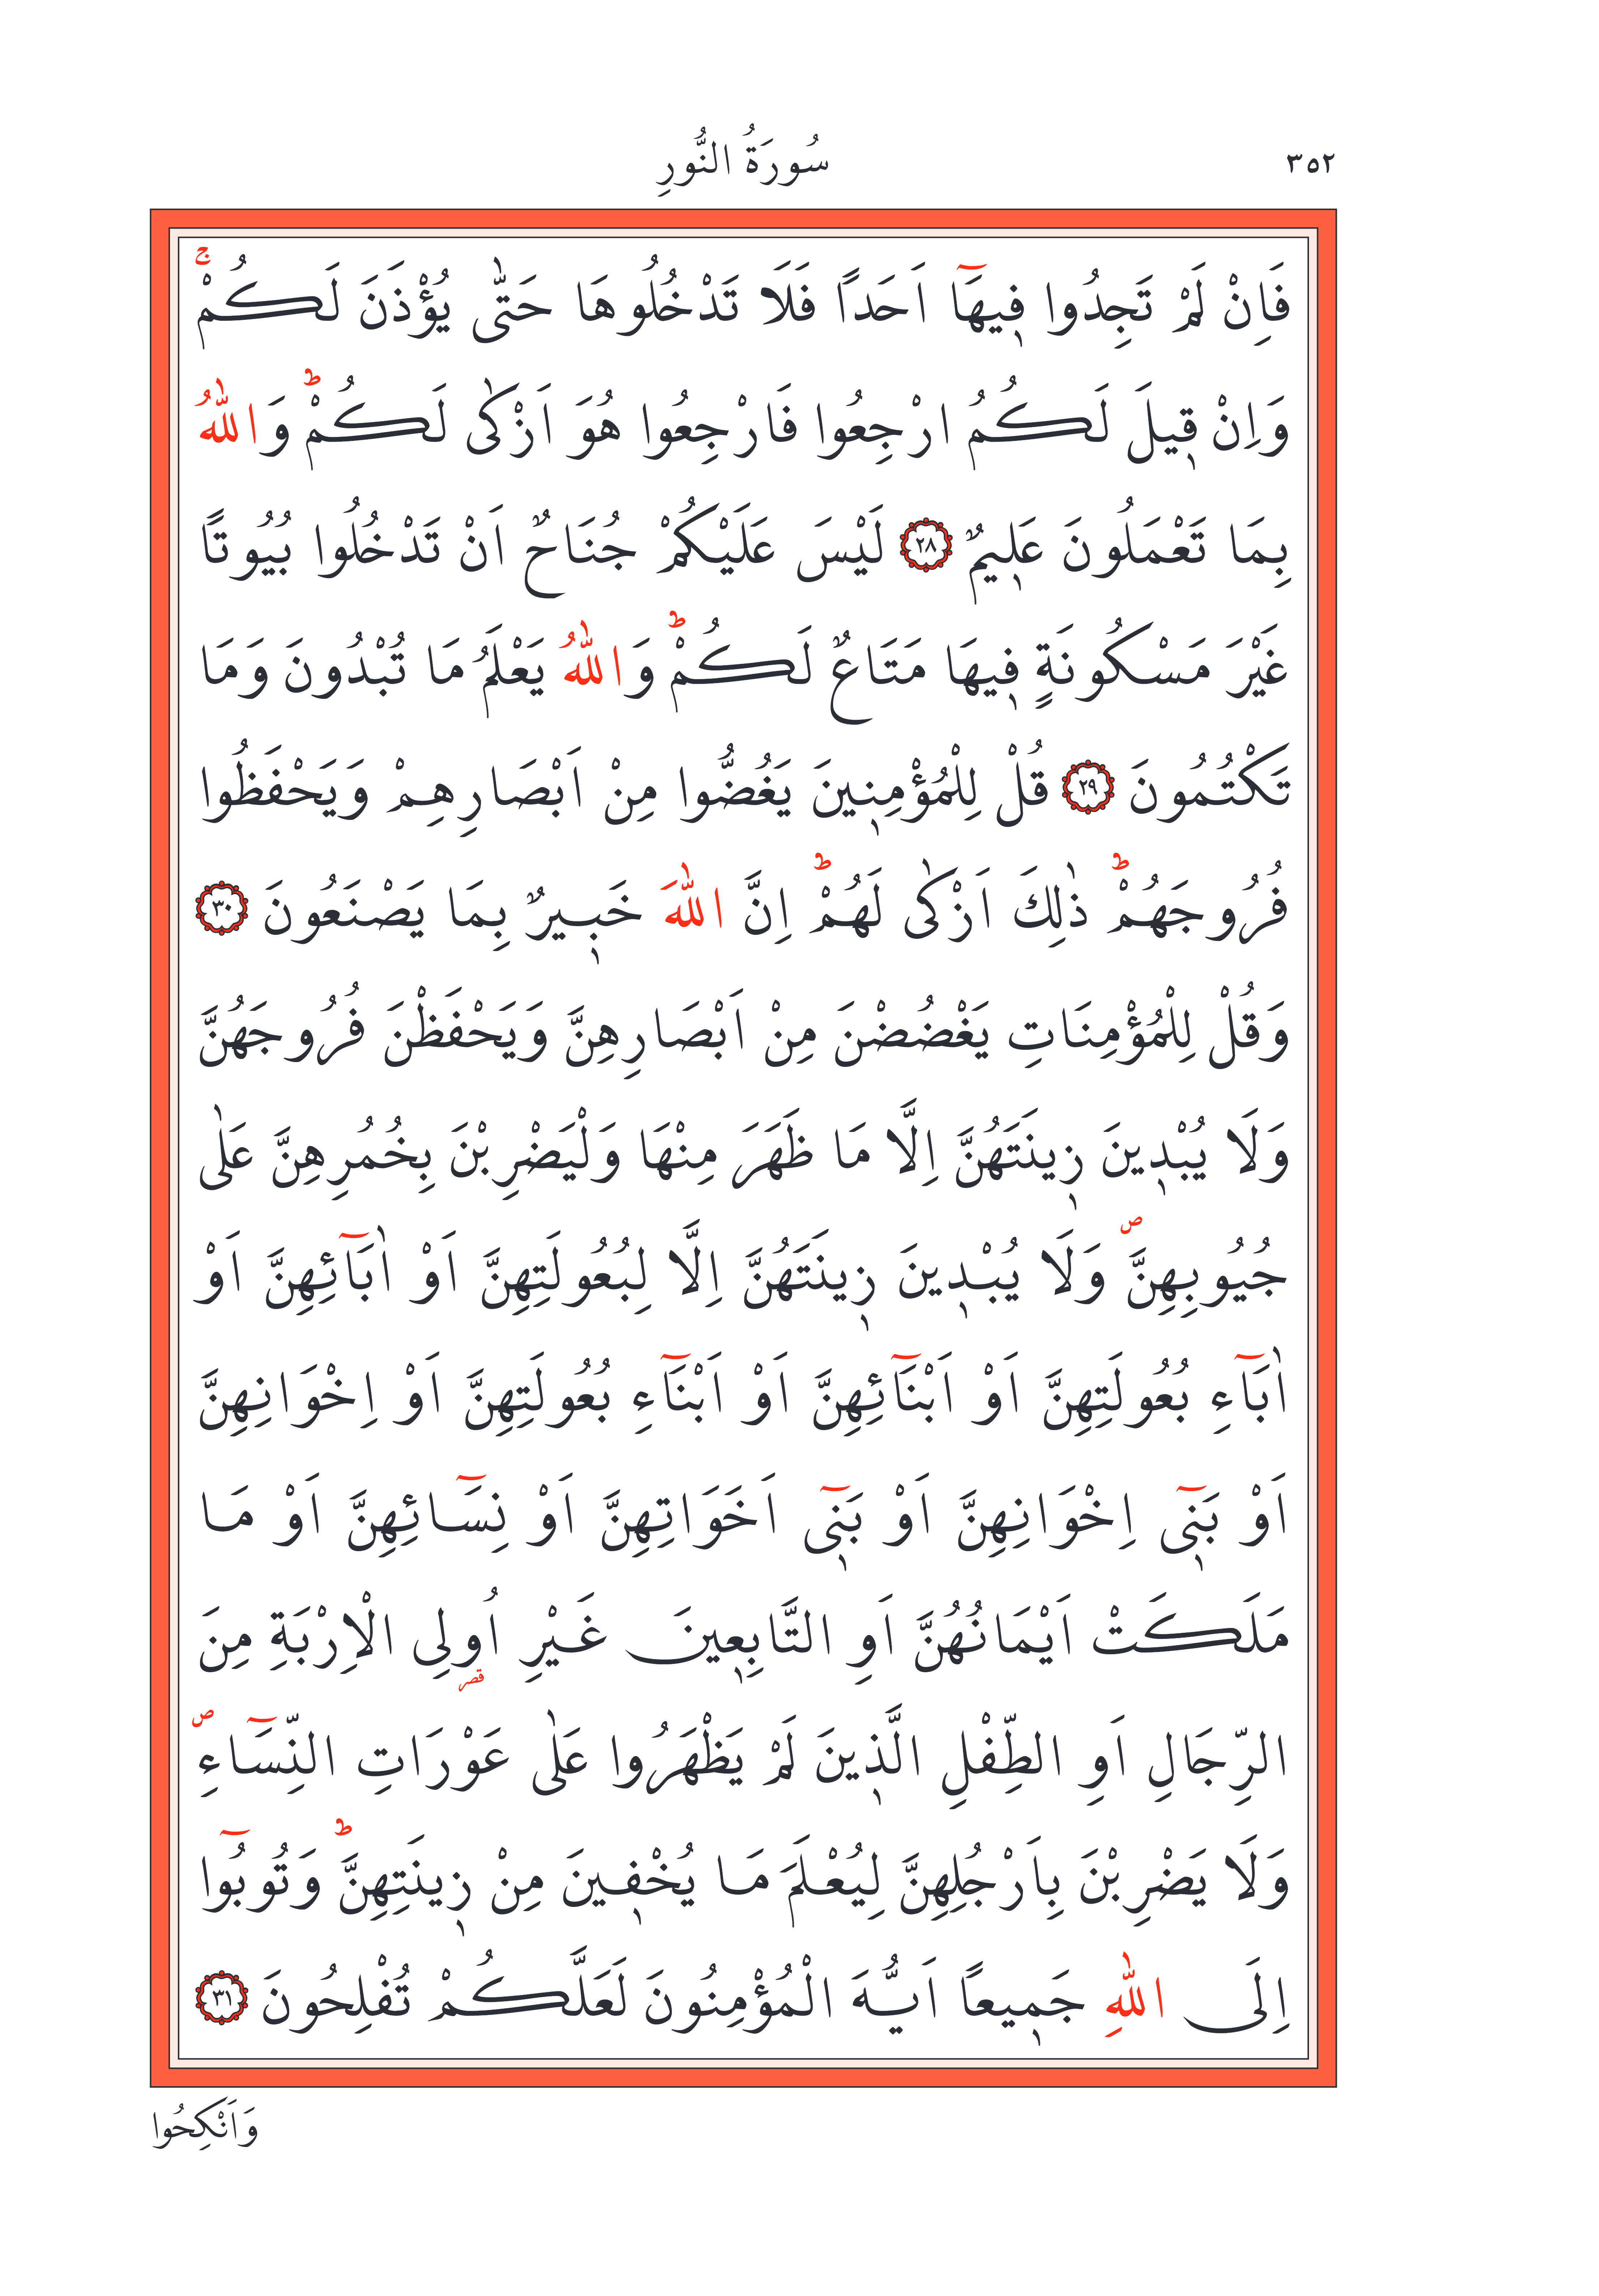 ٣٥٢ سُورَةُ النُّورِ
فَاِنْ لَمْ تَجِدُوا ف۪يهَٓا اَحَدًا فَلَا تَدْخُلُوهَا حَتّٰى يُؤْذَنَ لَكُمْۚ
وَاِنْ ق۪يلَ لَكُمُ ارْجِعُوا فَارْجِعُوا هُوَ اَزْكٰى لَكُمْۜ وَاللّٰهُ
بِمَا تَعْمَلُونَ عَل۪يمٌ ﴿٢٨﴾ لَيْسَ عَلَيْكُمْ جُنَاحٌ اَنْ تَدْخُلُوا بُيُوتًا
غَيْرَ مَسْكُونَةٍ ف۪يهَا مَتَاعٌ لَكُمْۜ وَاللّٰهُ يَعْلَمُ مَا تُبْدُونَ وَمَا
تَكْتُمُونَ ﴿٢٩﴾ قُلْ لِلْمُؤْمِن۪ينَ يَغُضُّوا مِنْ اَبْصَارِهِمْ وَيَحْفَظُوا
فُرُوجَهُمْۜ ذٰلِكَ اَزْكٰى لَهُمْۜ اِنَّ اللّٰهَ خَب۪يرٌ بِمَا يَصْنَعُونَ ﴿٣٠﴾
وَقُلْ لِلْمُؤْمِنَاتِ يَغْضُضْنَ مِنْ اَبْصَارِهِنَّ وَيَحْفَظْنَ فُرُوجَهُنَّ
وَلَا يُبْد۪ينَ ز۪ينَتَهُنَّ اِلَّا مَا ظَهَرَ مِنْهَا وَلْيَضْرِبْنَ بِخُمُرِهِنَّ عَلٰى
جُيُوبِهِنَّۖ وَلَا يُبْد۪ينَ ز۪ينَتَهُنَّ اِلَّا لِبُعُولَتِهِنَّ اَوْ اٰبَٓائِهِنَّ اَوْ
اٰبَٓاءِ بُعُولَتِهِنَّ اَوْ اَبْنَٓائِهِنَّ اَوْ اَبْنَٓاءِ بُعُولَتِهِنَّ اَوْ اِخْوَانِهِنَّ
اَوْ بَن۪ٓى اِخْوَانِهِنَّ اَوْ بَن۪ٓى اَخَوَاتِهِنَّ اَوْ نِسَٓائِهِنَّ اَوْ مَا
مَلَكَتْ اَيْمَانُهُنَّ اَوِ التَّابِع۪ينَ غَيْرِ اُو۬لِى الْاِرْبَةِ مِنَ
الرِّجَالِ اَوِ الطِّفْلِ الَّذ۪ينَ لَمْ يَظْهَرُوا عَلٰى عَوْرَاتِ النِّسَٓاءِۖ
وَلَا يَضْرِبْنَ بِاَرْجُلِهِنَّ لِيُعْلَمَ مَا يُخْف۪ينَ مِنْ ز۪ينَتِهِنَّۜ وَتُوبُٓوا
اِلَى اللّٰهِ جَم۪يعًا اَيُّهَ الْمُؤْمِنُونَ لَعَلَّكُمْ تُفْلِحُونَ ﴿٣١﴾
وَاَنْكِحُوا